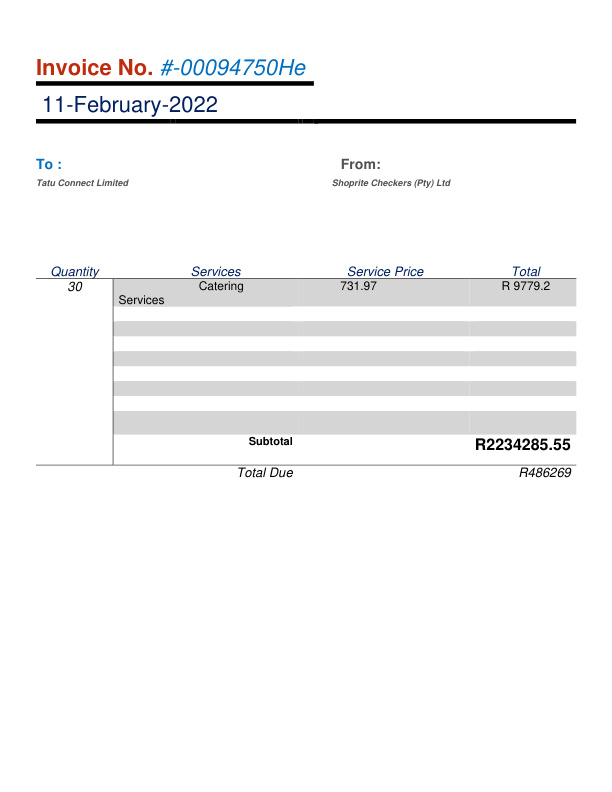 Invoice No. #-00094750He
11-February-2022
To : From:
Tatu Connect Limited Shoprite Checkers (Pty) Ltd
Quantity Services Service Price Total
30 Catering 731.97 R 9779.2
Services
Subtotal R2234285.55
Total Due R486269